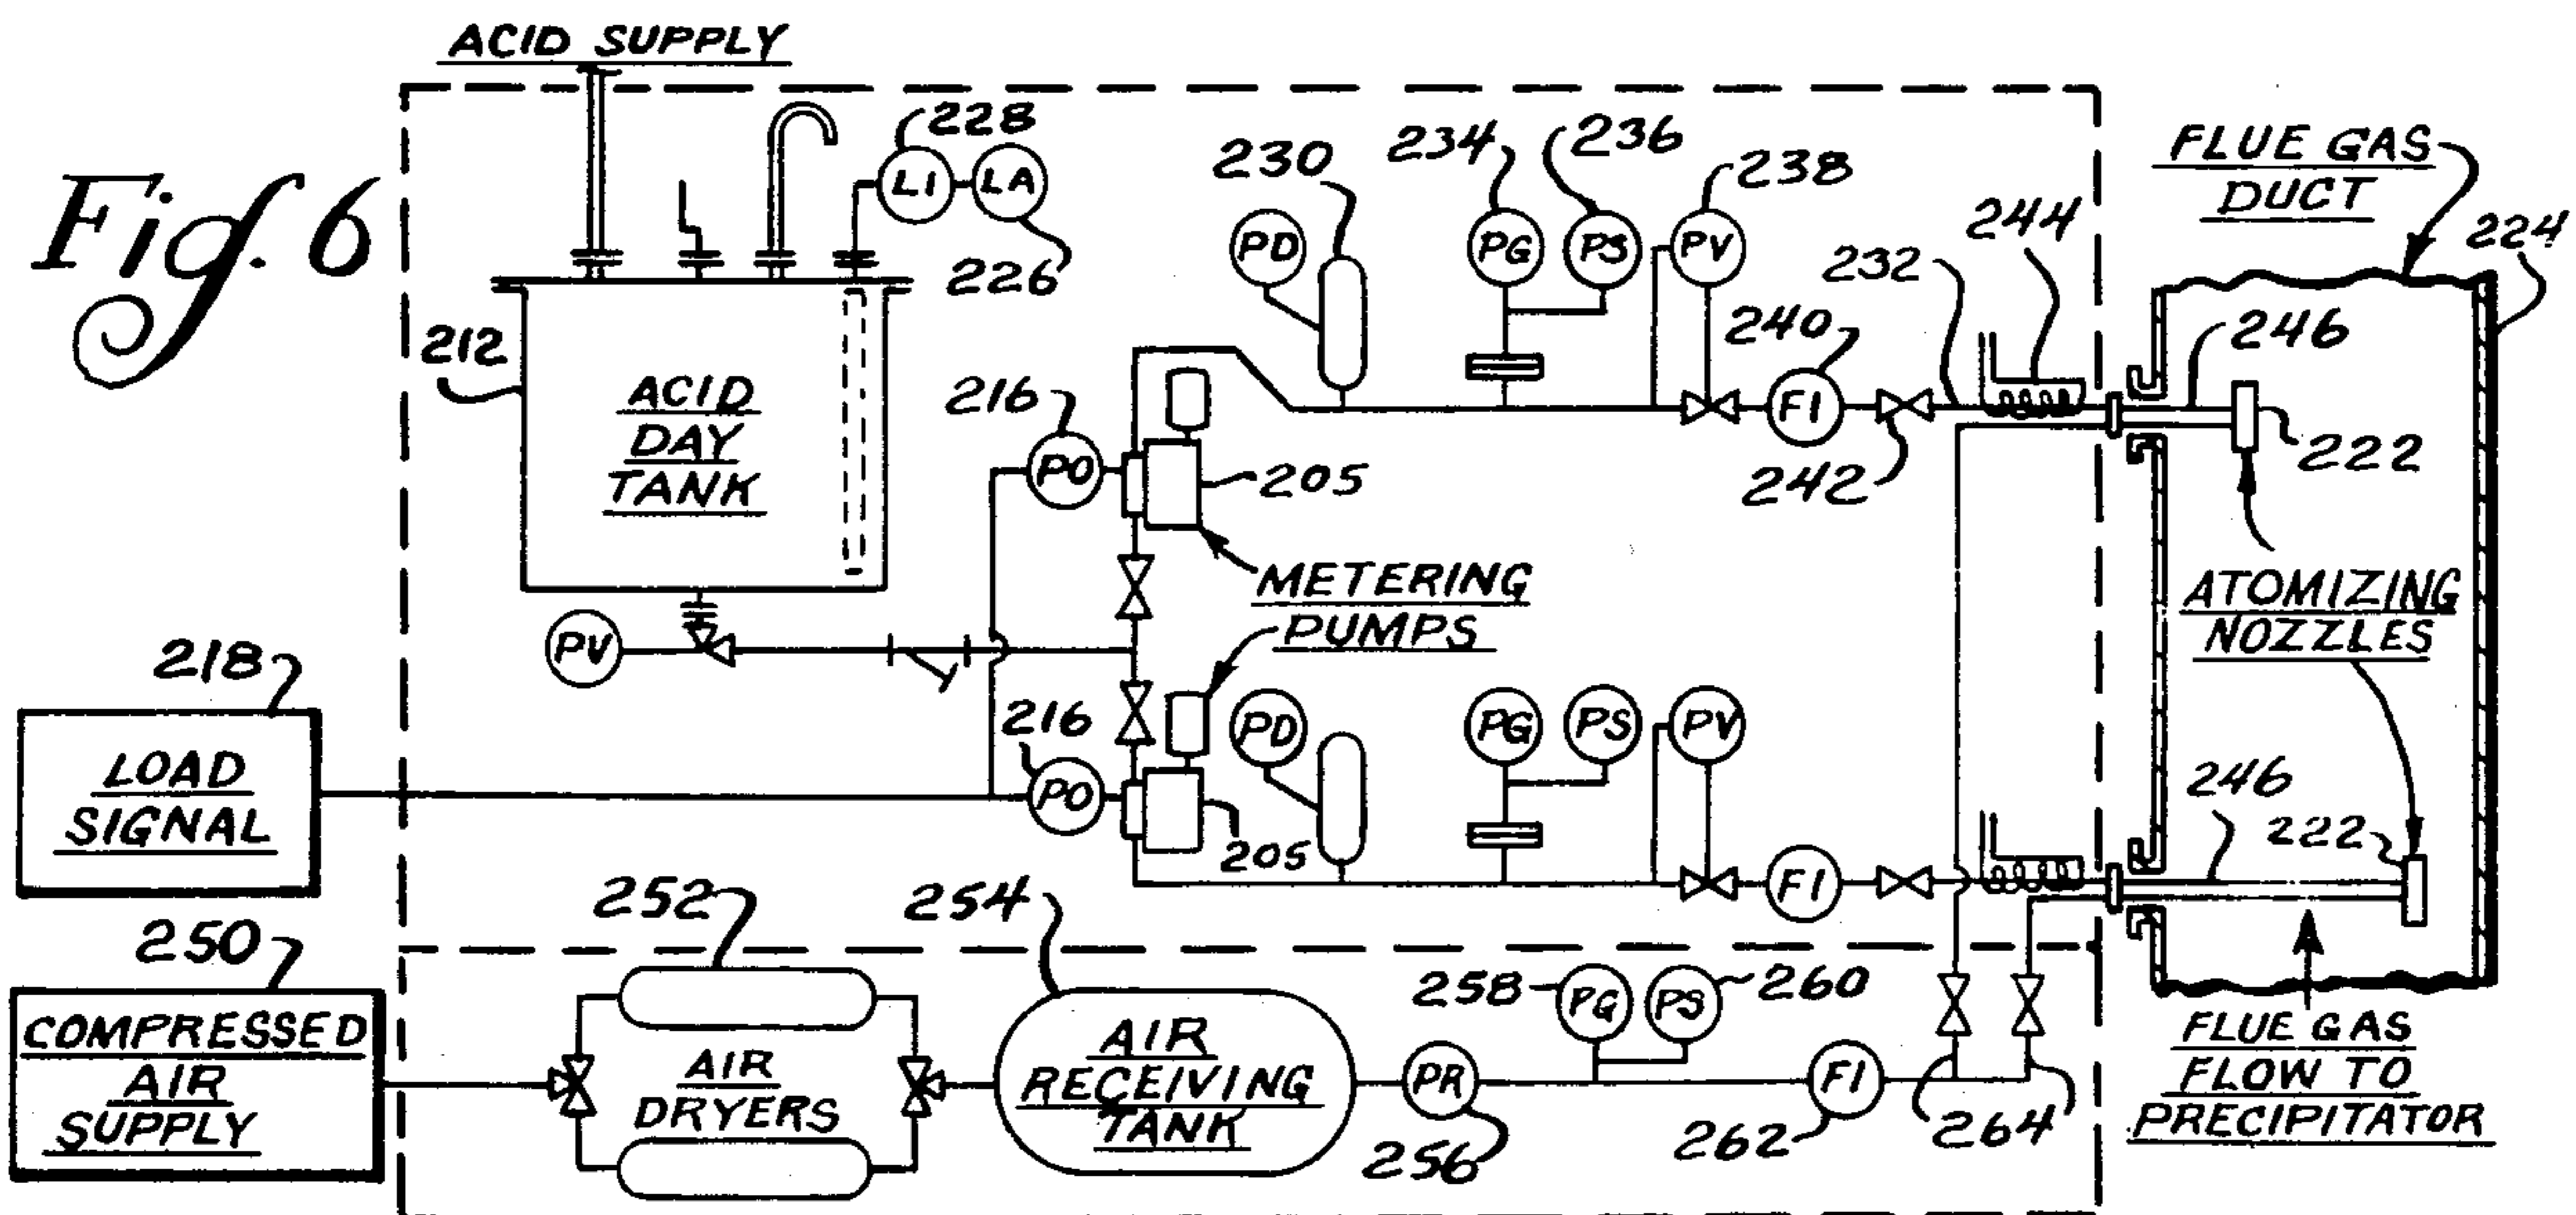 Fig. 6
ACID SUPPLY
228
LI
LA
226
212
ACID
DAY
TANK
PV
230
PD
234
236
PG
PS
238
PV
232
240
FI
242
244
FLUE GAS
DUCT
224
246
222
216
PO
205
METERING
PUMPS
ATOMIZING
NOZZLES
218
LOAD
SIGNAL
216
PO
205
PD
PG
PS
PV
FI
246
222
250
COMPRESSED
AIR
SUPPLY
252
AIR
DRYERS
254
AIR
RECEIVING
TANK
PR
256
258
PG
PS
260
FI
262
264
FLUE GAS
FLOW TO
PRECIPITATOR